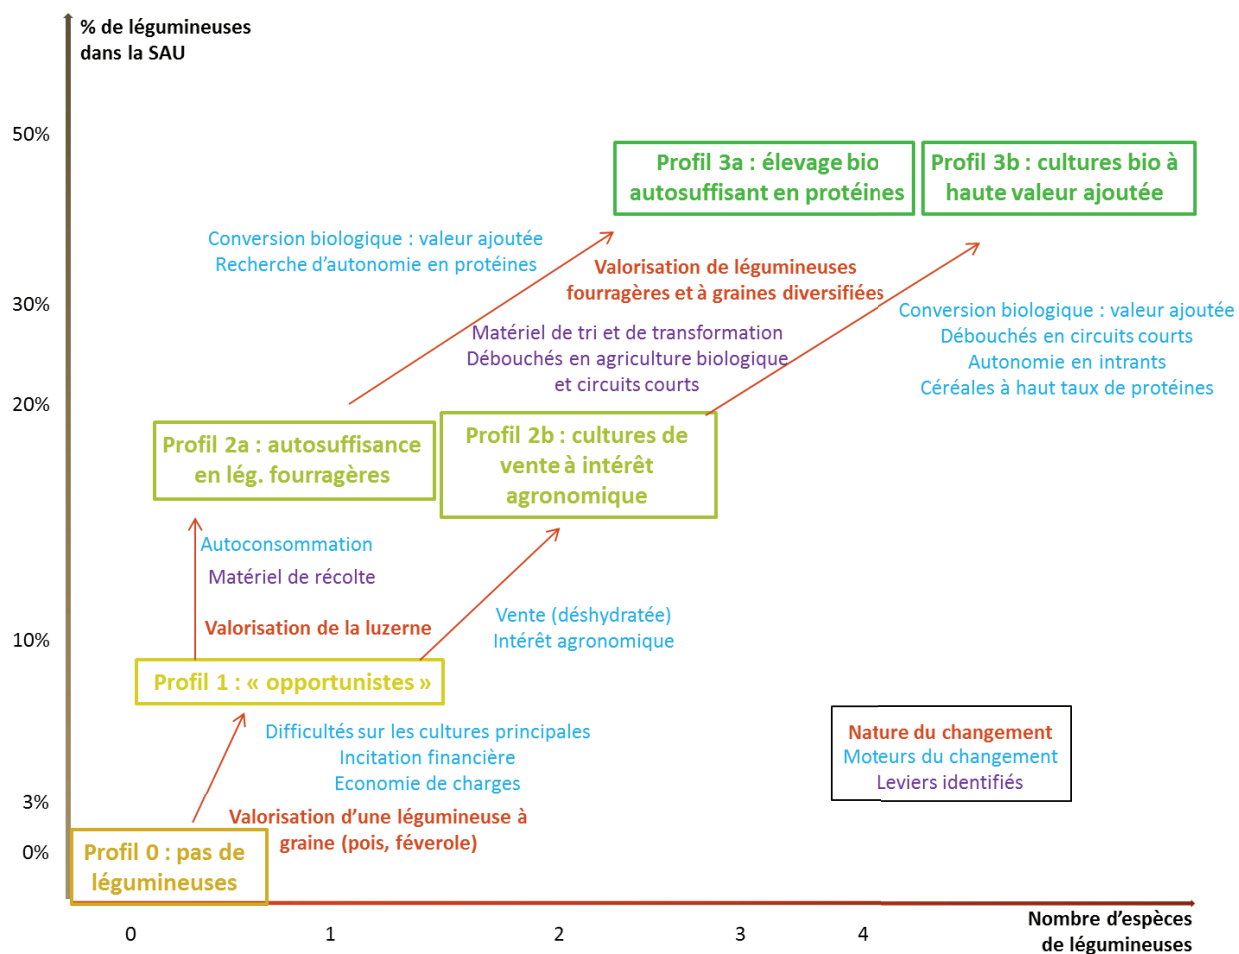 % de légumineuses
dans la SAU
50%
Profil 3a : élevage bio
autosuffisant en protéines
Profil 3b : cultures bio à
haute valeur ajoutée
Conversion biologique : valeur ajoutée
Recherche d'autonomie en protéines
Valorisation de légumineuses
fourragères et à graines diversifiées
30%
Conversion biologique : valeur ajoutée
Débouchés en circuits courts
Autonomie en intrants
Céréales à haut taux de protéines
Matériel de tri et de transformation
Débouchés en agriculture biologique
et circuits courts
20%
Profil 2a : autosuffisance
en lég. fourragères
Profil 2b : cultures de
vente à intérêt
agronomique
Autoconsommation
Matériel de récolte
Valorisation de la luzerne
Vente (déshydratée)
Intérêt agronomique
10%
Profil 1 : « opportunistes »
Difficultés sur les cultures principales
Incitation financière
Economie de charges
Nature du changement
Moteurs du changement
Leviers identifiés
3%
Valorisation d'une légumineuse à
graine (pois, féverole)
0%
Profil 0 : pas de
légumineuses
0
1
2
3
4
Nombre d'espèces
de légumineuses